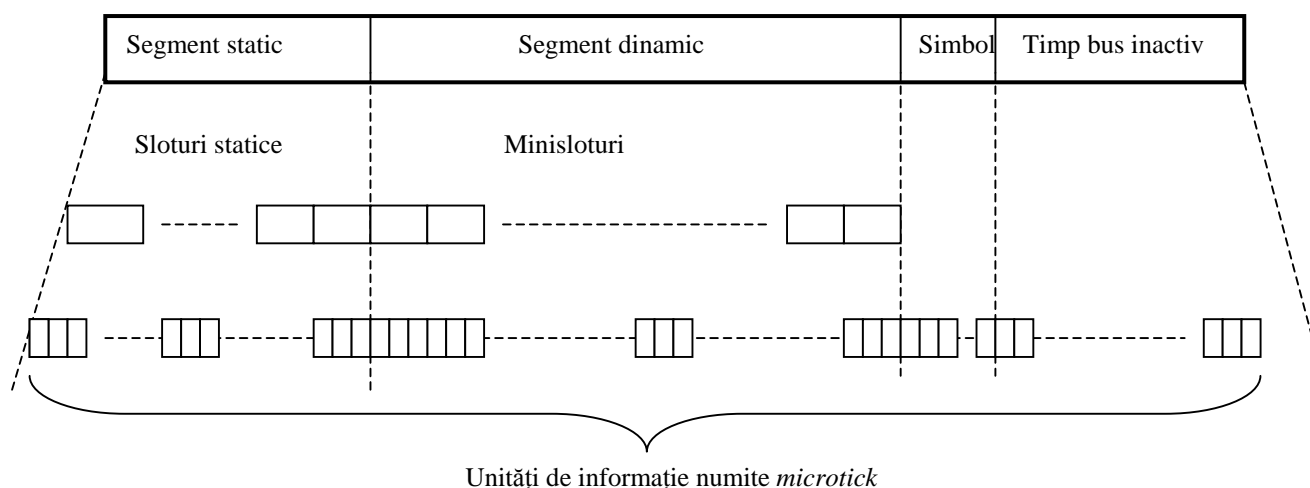 Segment static Segment dinamic Simbol Timp bus inactiv
Sloturi statice Minisloturi
Unități de informație numite microtick